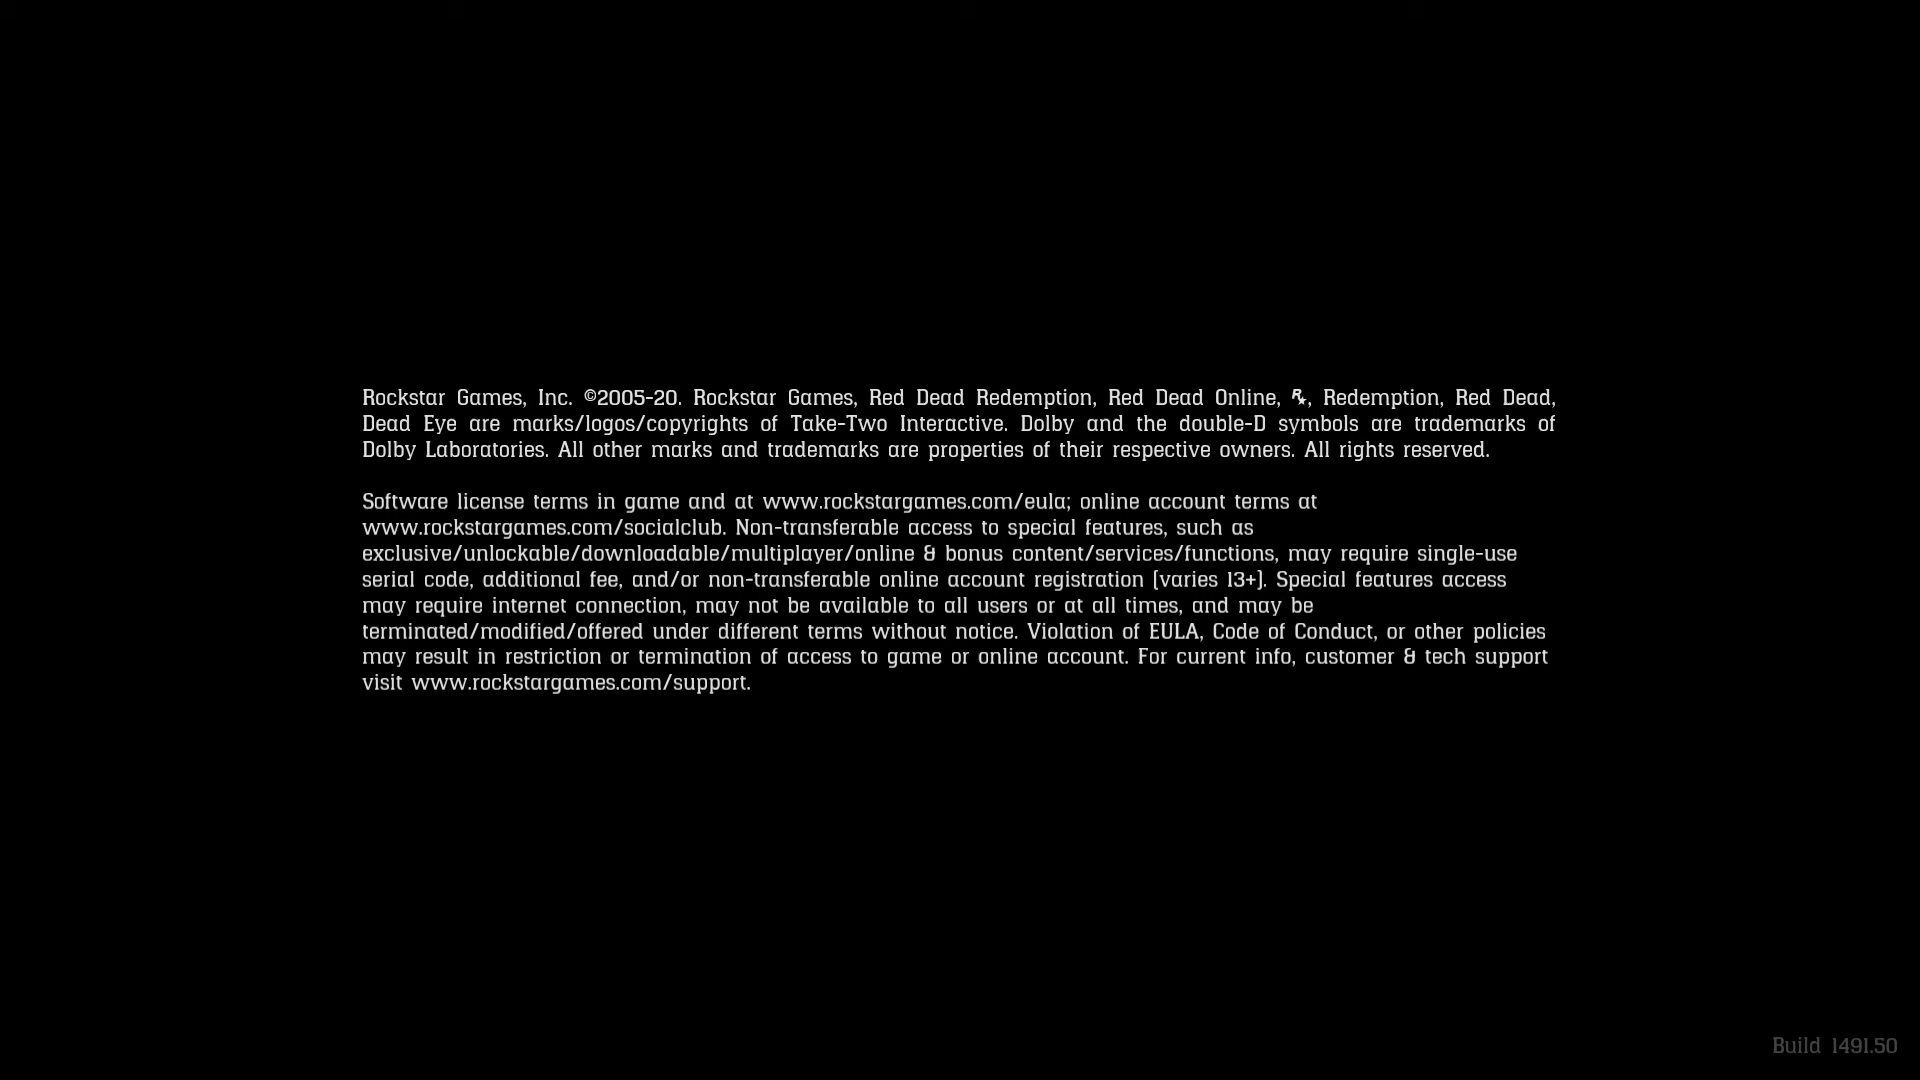 Rockstar Games, Inc. ©2005-20. Rockstar Games, Red Dead Redemption, Red Dead Online, R★, Redemption, Red Dead,
Dead Eye are marks/logos/copyrights of Take-Two Interactive. Dolby and the double-D symbols are trademarks of
Dolby Laboratories. All other marks and trademarks are properties of their respective owners. All rights reserved.
Software license terms in game and at www.rockstargames.com/eula; online account terms at
www.rockstargames.com/socialclub. Non-transferable access to special features, such as
exclusive/unlockable/downloadable/multiplayer/online & bonus content/services/functions, may require single-use
serial code, additional fee, and/or non-transferable online account registration (varies 13+). Special features access
may require internet connection, may not be available to all users or at all times, and may be
terminated/modified/offered under different terms without notice. Violation of EULA, Code of Conduct, or other policies
may result in restriction or termination of access to game or online account. For current info, customer & tech support
visit www.rockstargames.com/support.
Build 1491.50